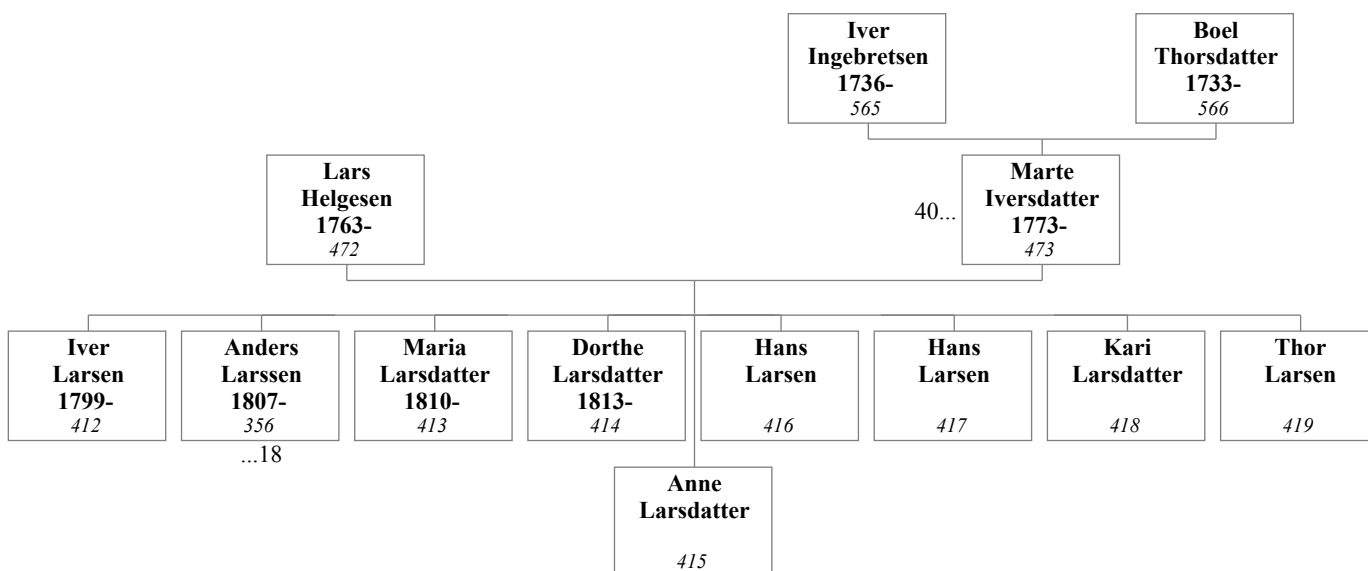 Iver
Ingebretsen
1736-
565
Boel
Thorsdatter
1733-
566
Lars
Helgesen
1763-
472
40...
Marte
Iversdatter
1773-
473
Iver
Larsen
1799-
412
Anders
Larssen
1807-
356
...18
Maria
Larsdatter
1810-
413
Dorthe
Larsdatter
1813-
414
Hans
Larsen
416
Hans
Larsen
417
Kari
Larsdatter
418
Thor
Larsen
419
Anne
Larsdatter
415